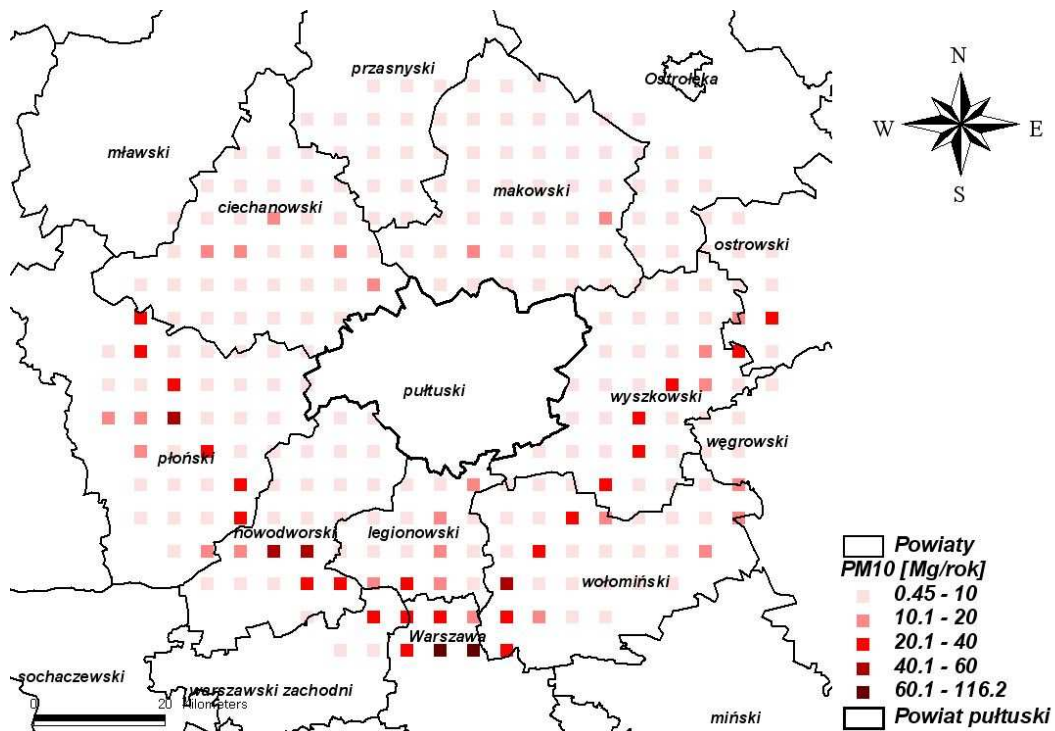 N
W E
S
przasnyski
Ostrołęka
mławski
ciechanowski
makowski
ostrowski
pułtuski
wyszkowski
węgrowski
płoński
nowodworski
legionowski
wołomiński
Warszawa
sochaczewski
warszawski zachodni
miński
0 20 Kilometers
Powiaty
PM10 [Mg/rok]
0.45 - 10
10.1 - 20
20.1 - 40
40.1 - 60
60.1 - 116.2
Powiat pułtuski